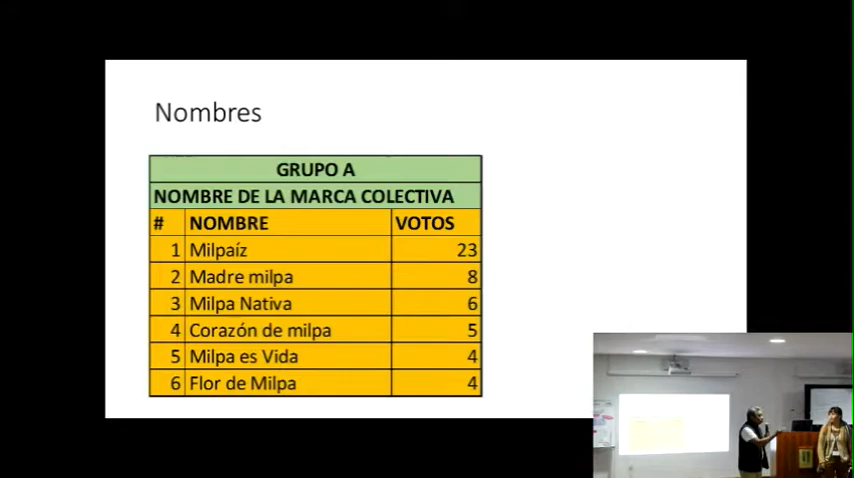 Nombres
GRUPO A
NOMBRE DE LA MARCA COLECTIVA
# NOMBRE VOTOS
1 Milpaíz 23
2 Madre milpa 8
3 Milpa Nativa 6
4 Corazón de milpa 5
5 Milpa es Vida 4
6 Flor de Milpa 4